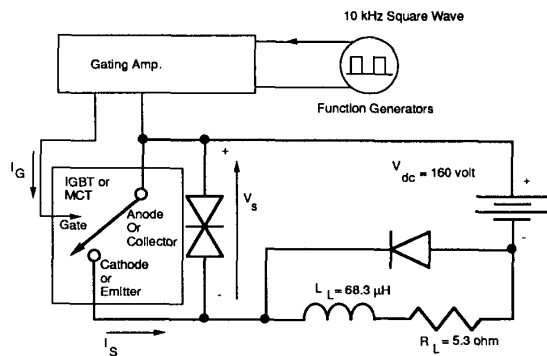 10 kHz Square Wave
Gating Amp.
Function Generators
I_G
IGBT or
MCT
Gate
Anode
Or
Collector
Cathode
or
Emitter
+
V_s
-
V_dc = 160 volt
+
-
L_L = 68.3 μH
R_L = 5.3 ohm
I_S